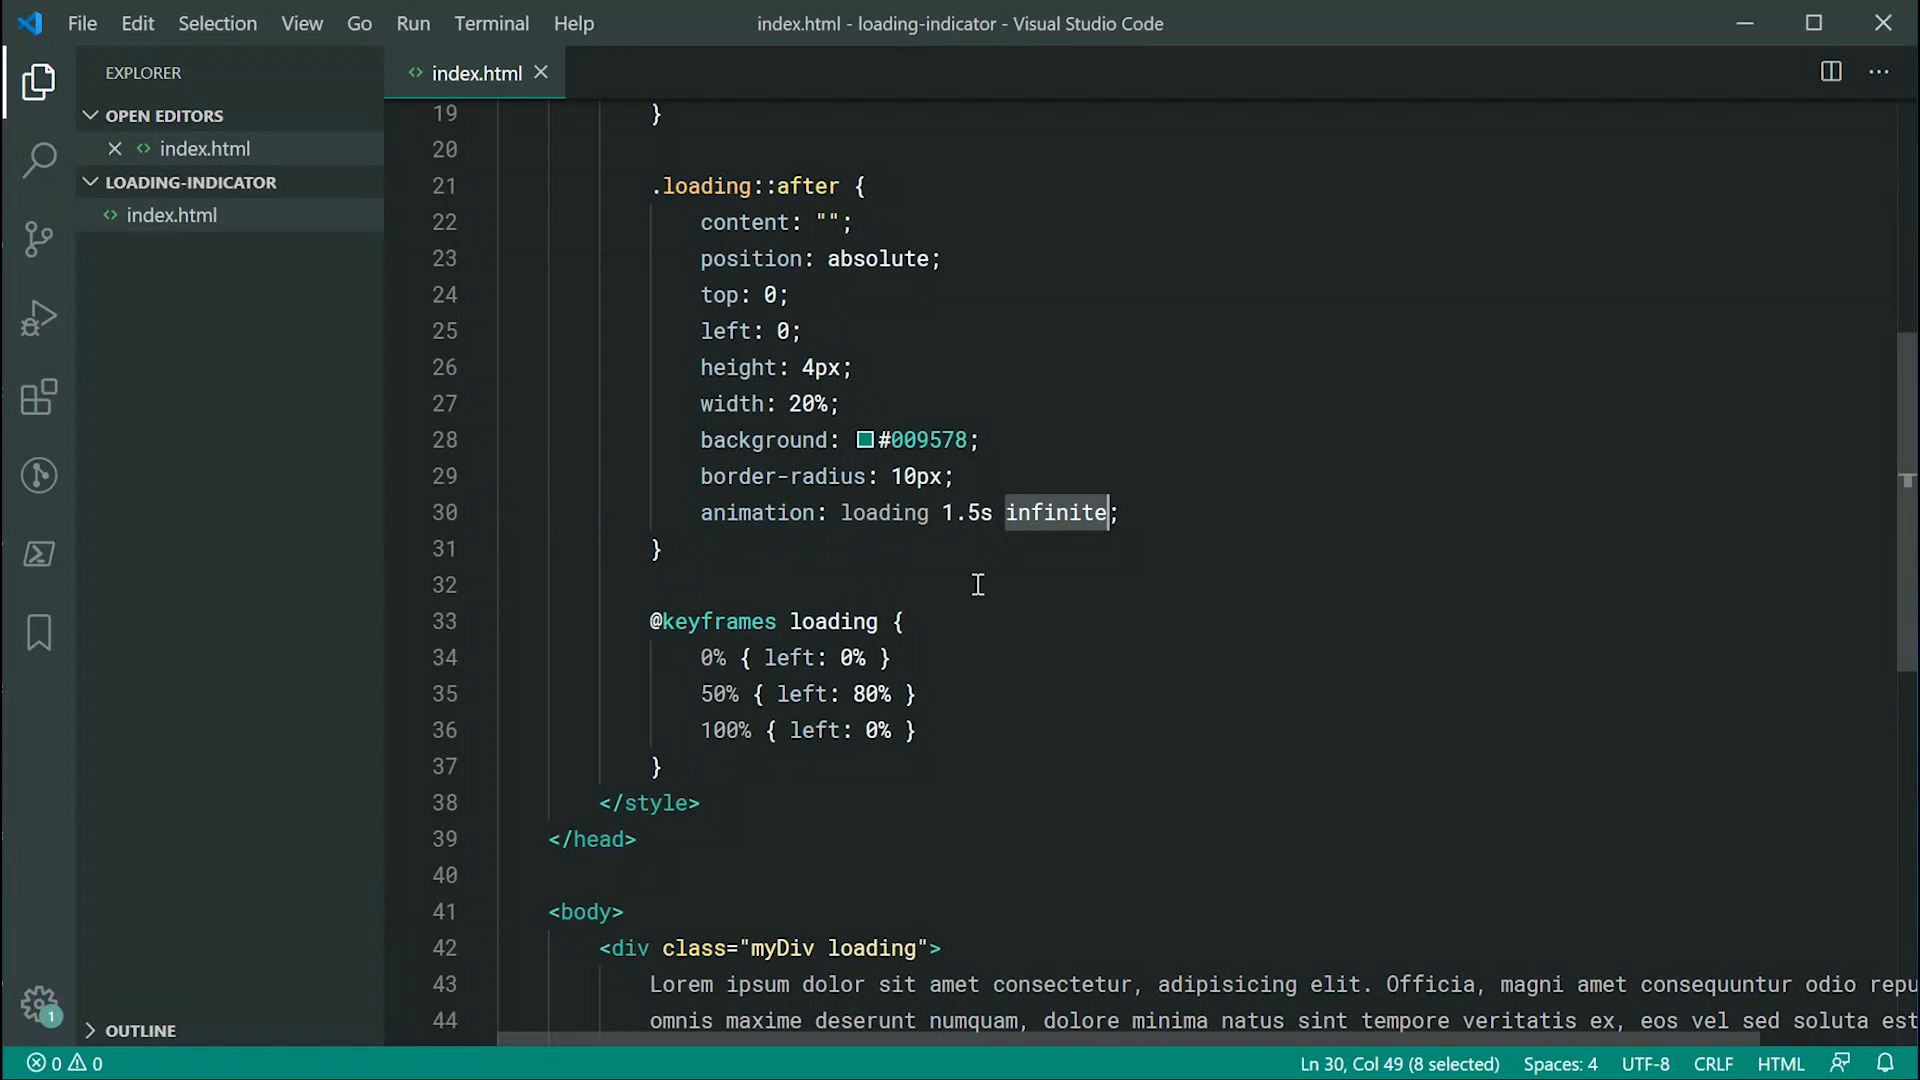 File Edit Selection View Go Run Terminal Help
index.html - loading-indicator - Visual Studio Code
EXPLORER
OPEN EDITORS
index.html
LOADING-INDICATOR
index.html
OUTLINE
index.html
19 }
20
21 .loading::after {
22 content: "";
23 position: absolute;
24 top: 0;
25 left: 0;
26 height: 4px;
27 width: 20%;
28 background: #009578;
29 border-radius: 10px;
30 animation: loading 1.5s infinite;
31 }
32
33 @keyframes loading {
34 0% { left: 0% }
35 50% { left: 80% }
36 100% { left: 0% }
37 }
38 </style>
39 </head>
40
41 <body>
42 <div class="myDiv loading">
43 Lorem ipsum dolor sit amet consectetur, adipisicing elit. Officia, magni amet consequuntur odio repu
44 omnis maxime deserunt numquam, dolore minima natus sint tempore veritatis ex, eos vel sed soluta est
1
0 0
Ln 30, Col 49 (8 selected) Spaces: 4 UTF-8 CRLF HTML